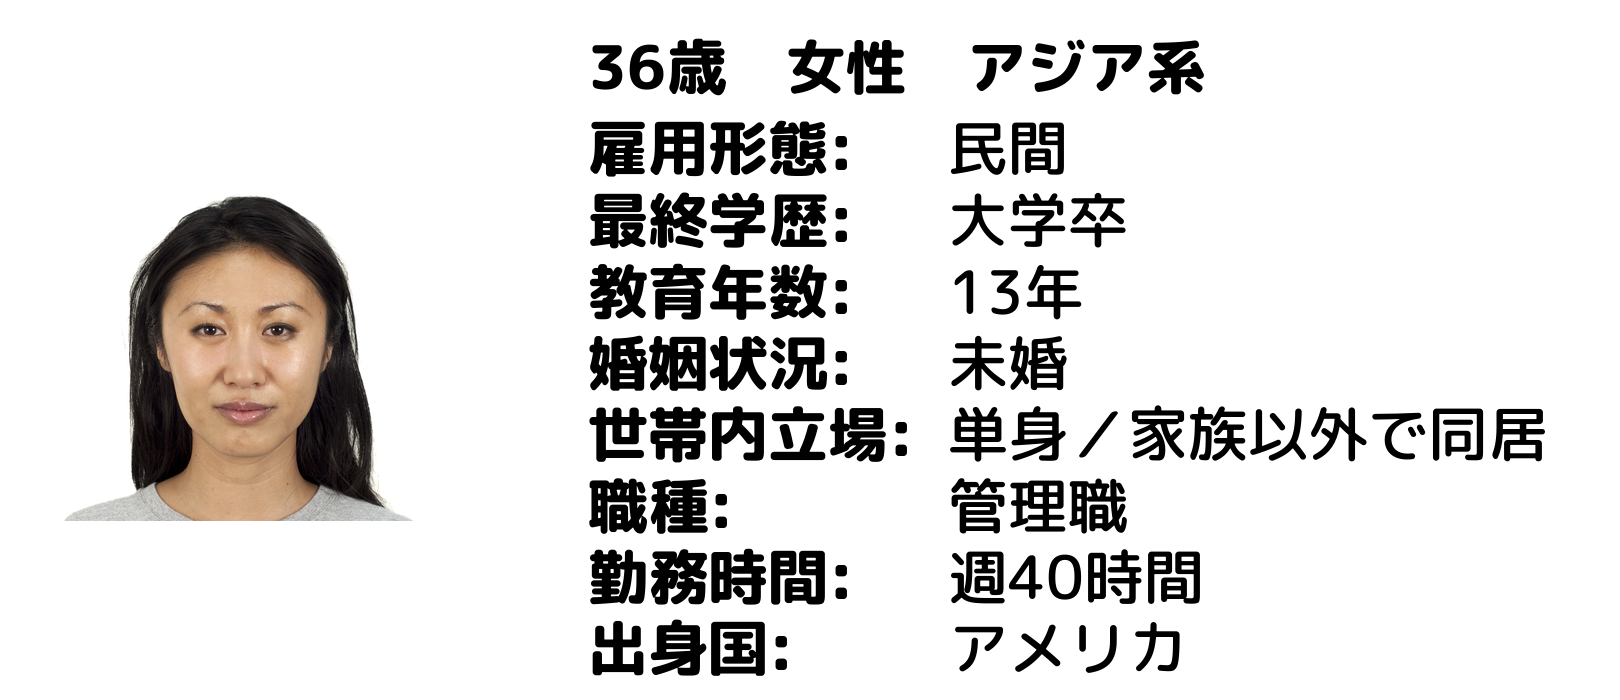 36歳　女性　アジア系
雇用形態:　民間
最終学歴:　大学卒
教育年数:　13年
婚姻状況:　未婚
世帯内立場:　単身／家族以外で同居
職種:　管理職
勤務時間:　週40時間
出身国:　アメリカ